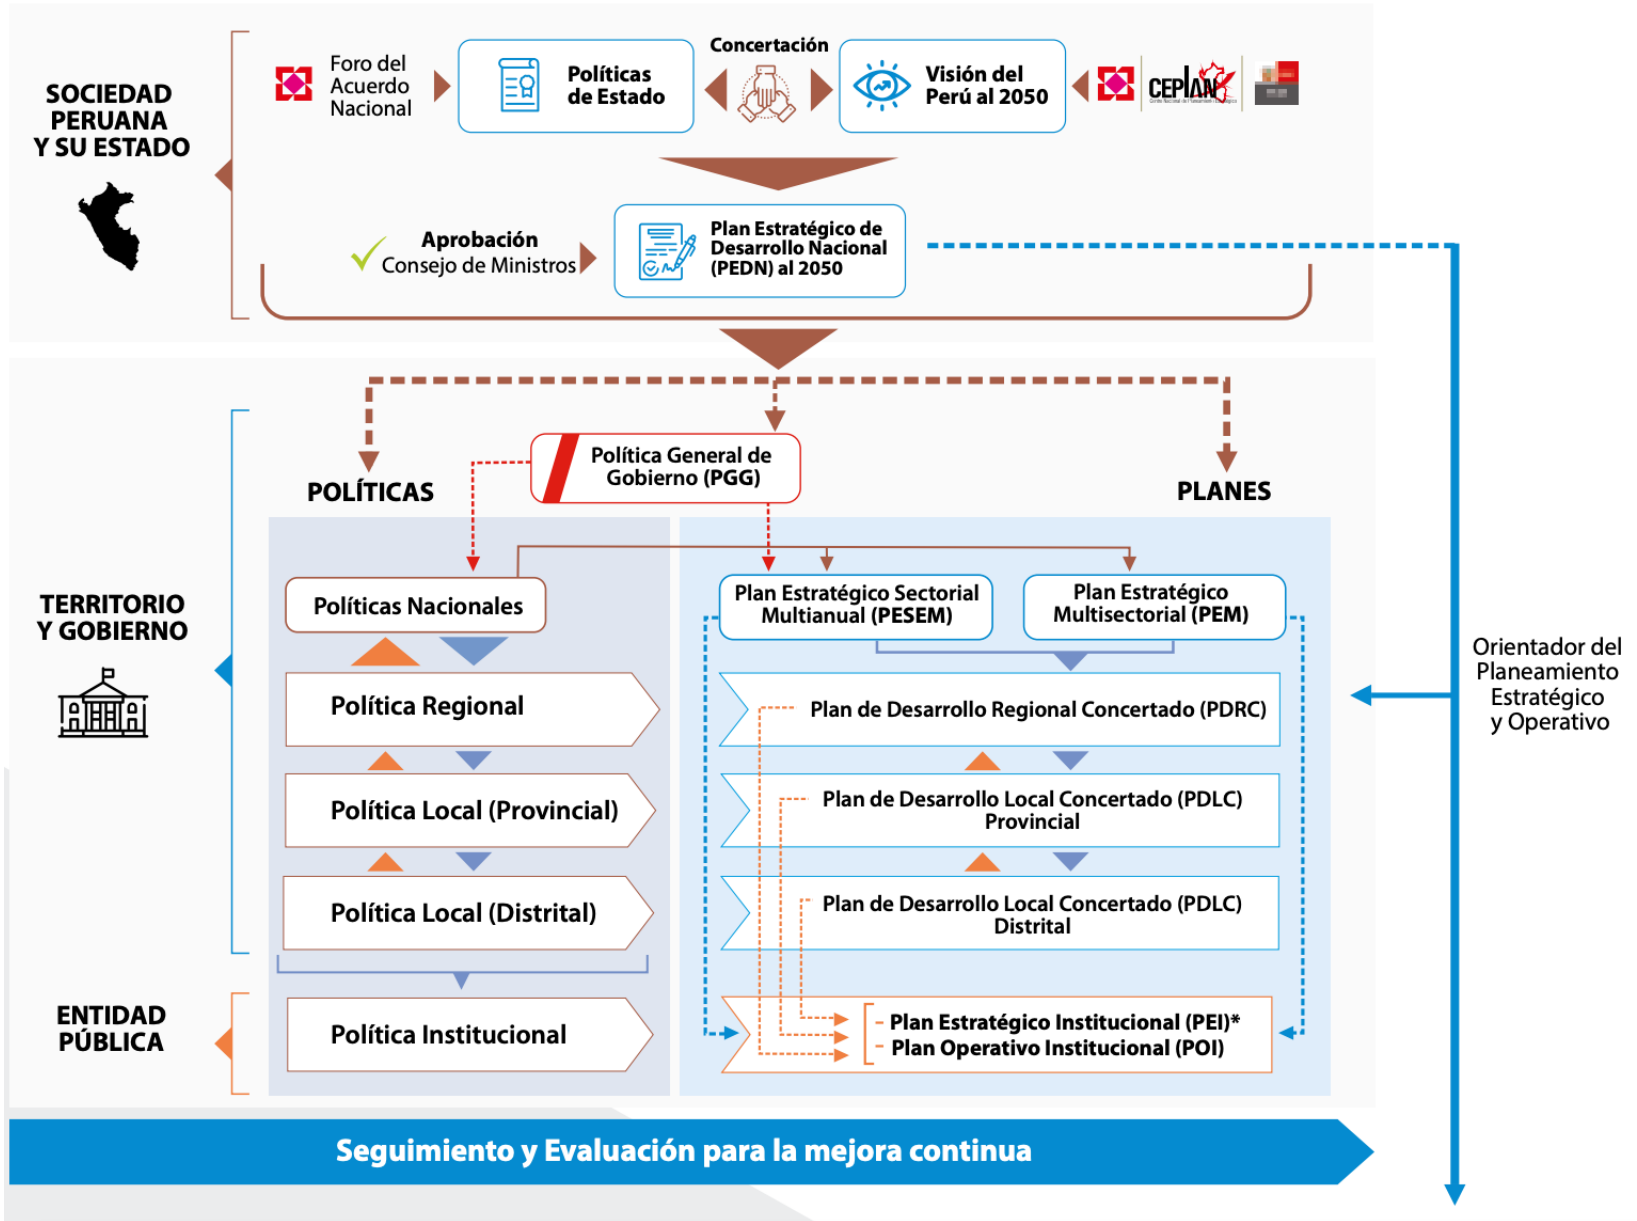 SOCIEDAD
PERUANA
Y SU ESTADO
Foro del
Acuerdo
Nacional
Políticas
de Estado
Concertación
Visión del
Perú al 2050
CEPLAN
Aprobación
Consejo de Ministros
Plan Estratégico de
Desarrollo Nacional
(PEDN) al 2050
TERRITORIO
Y GOBIERNO
Política General de
Gobierno (PGG)
POLÍTICAS
PLANES
Políticas Nacionales
Plan Estratégico Sectorial
Multianual (PESEM)
Plan Estratégico
Multisectorial (PEM)
Política Regional
Plan de Desarrollo Regional Concertado (PDRC)
Política Local (Provincial)
Plan de Desarrollo Local Concertado (PDLC)
Provincial
Política Local (Distrital)
Plan de Desarrollo Local Concertado (PDLC)
Distrital
Orientador del
Planeamiento
Estratégico
y Operativo
ENTIDAD
PÚBLICA
Política Institucional
- Plan Estratégico Institucional (PEI)*
- Plan Operativo Institucional (POI)
Seguimiento y Evaluación para la mejora continua